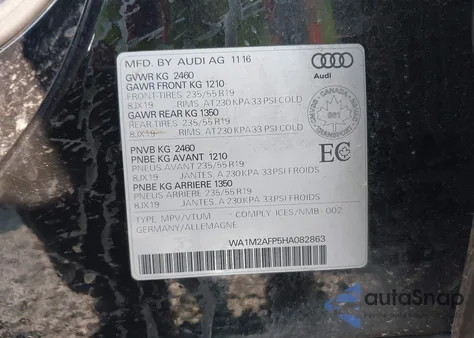 MFD. BY AUDI AG 1116
Audi
GVWR KG 2460
GAWR FRONT KG 1210
FRONT-TIRES 235/55 R19
8JX19 RIMS. AT 230 KPA 33 PSI COLD
GAWR REAR KG 1350
REAR TIRES 235/55 R19
8JX19 RIMS. AT 230 KPA 33 PSI COLD
CANADA
TRANSPORTS
PNVB KG 2460
PNBE KG AVANT 1210
PNEUS AVANT 235/55 R19
8JX19 JANTES. A 230 KPA 33 PSI FROIDS
PNBE KG ARRIERE 1350
PNEUS ARRIERE 235/55 R19
8JX19 JANTES. A 230 KPA 33 PSI FROIDS
EC
TYPE MPV/VTUM COMPLY ICES/NMB-002
GERMANY/ALLEMAGNE
WA1M2AFP5HA082863
autoSnap